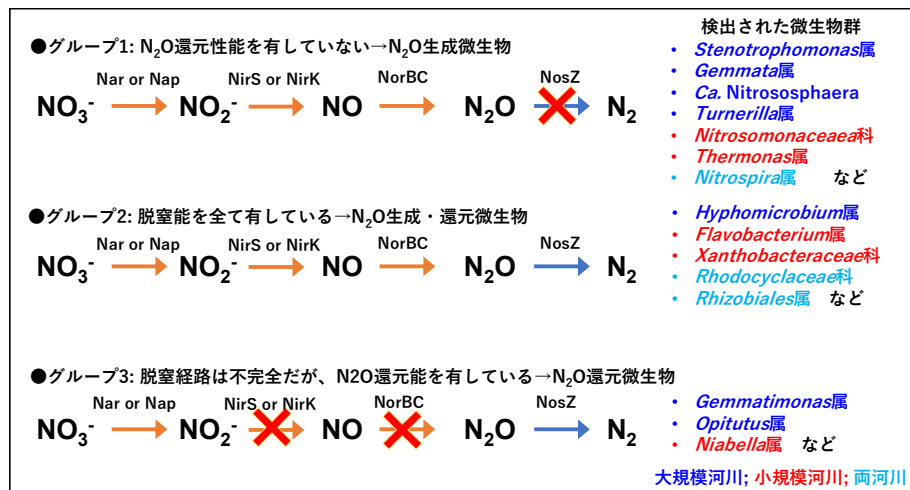 検出された微生物群
●グループ1: N₂O還元性能を有していない→N₂O生成微生物
Nar or Nap NirS or NirK NorBC NosZ
NO₃⁻ NO₂⁻ NO N₂O N₂
• Stenotrophomonas属
• Gemmata属
• Ca. Nitrososphaera
• Turnerilla属
• Nitrosomonaceaea科
• Thermonas属
• Nitrospira属 など
●グループ2: 脱窒能を全て有している→N₂O生成・還元微生物
Nar or Nap NirS or NirK NorBC NosZ
NO₃⁻ NO₂⁻ NO N₂O N₂
• Hyphomicrobium属
• Flavobacterium属
• Xanthobacteraceae科
• Rhodocyclaceae科
• Rhizobiales属 など
●グループ3: 脱窒経路は不完全だが、N2O還元能を有している→N₂O還元微生物
Nar or Nap NirS or NirK NorBC NosZ
NO₃⁻ NO₂⁻ NO N₂O N₂
• Gemmatimonas属
• Opitutus属
• Niabella属 など
大規模河川; 小規模河川; 両河川